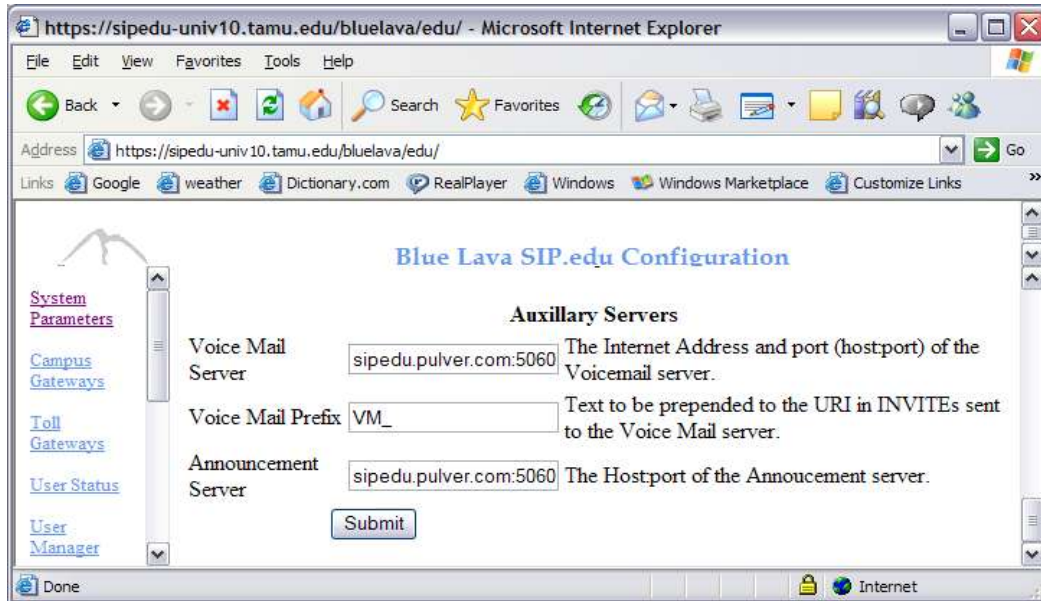 https://sipedu-univ10.tamu.edu/bluelava/edu/ - Microsoft Internet Explorer
File Edit View Favorites Tools Help
Back Search Favorites
Address https://sipedu-univ10.tamu.edu/bluelava/edu/ Go
Links Google weather Dictionary.com RealPlayer Windows Windows Marketplace Customize Links »
Blue Lava SIP.edu Configuration
System
Parameters
Campus
Gateways
Toll
Gateways
User Status
User
Manager
Auxillary Servers
Voice Mail
Server
sipedu.pulver.com:5060
The Internet Address and port (host:port) of the
Voicemail server.
Voice Mail Prefix
VM_
Text to be prepended to the URI in INVITEs sent
to the Voice Mail server.
Announcement
Server
sipedu.pulver.com:5060
The Host:port of the Annoucement server.
Submit
Done
Internet